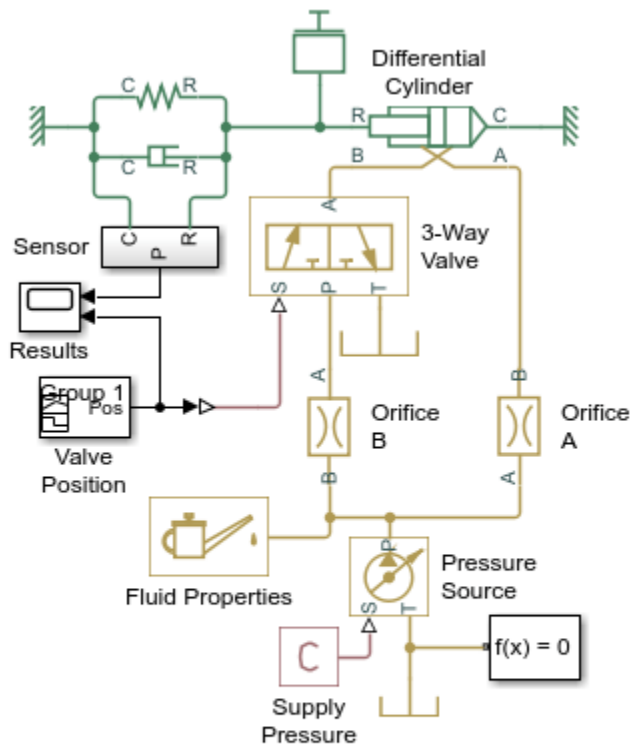 Differential
Cylinder
C
R
R
C
C
R
B
A
C
R
A
Sensor
P
3-Way
Valve
S
P
T
Results
A
B
Group 1
Pos
Orifice
B
Orifice
A
Valve
Position
B
A
P
Pressure
Source
Fluid Properties
S
T
C
f(x) = 0
Supply
Pressure